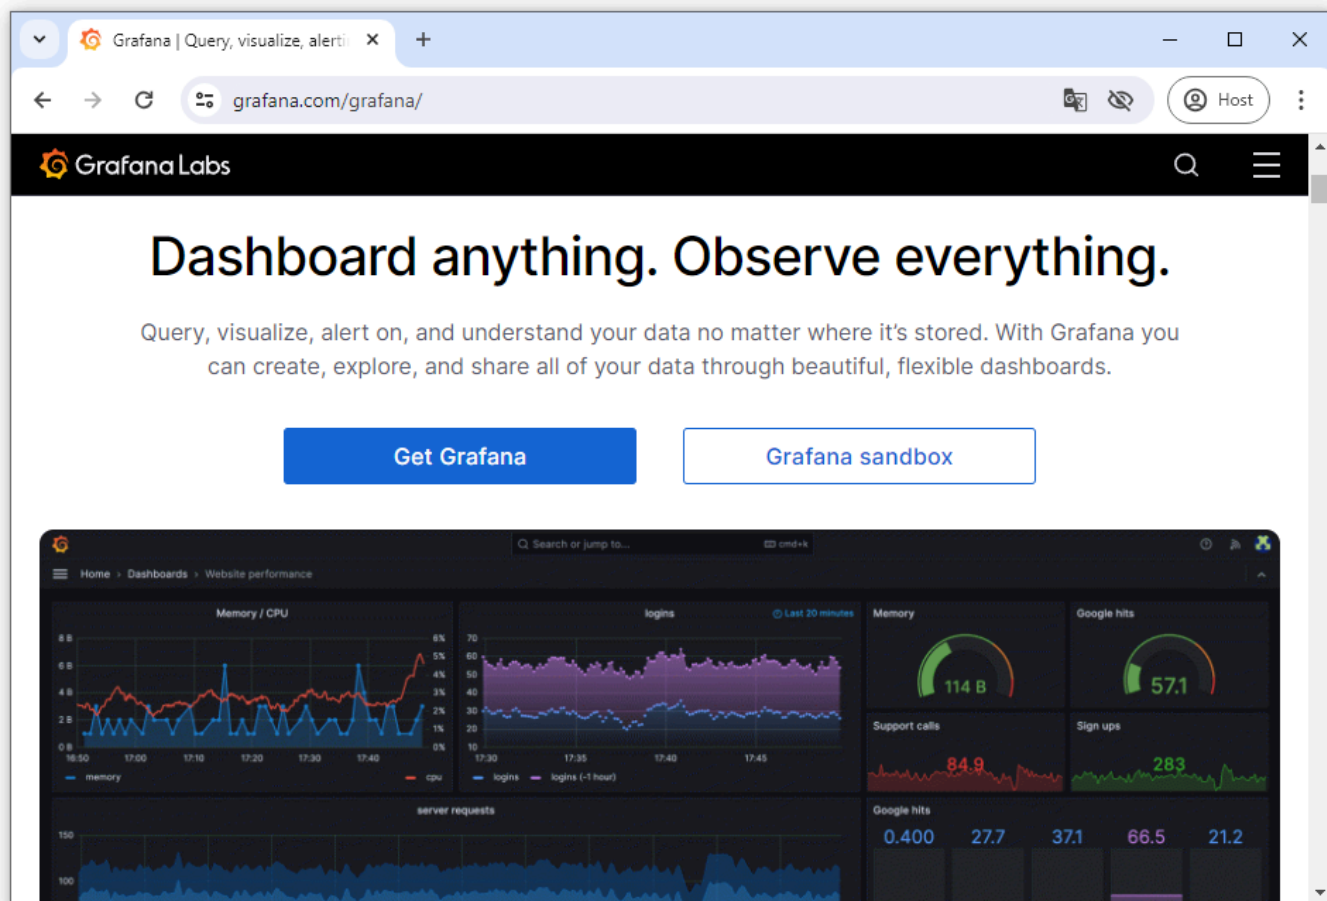 Grafana | Query, visualize, alerti
grafana.com/grafana/
Host
Grafana Labs
Dashboard anything. Observe everything.
Query, visualize, alert on, and understand your data no matter where it's stored. With Grafana you
can create, explore, and share all of your data through beautiful, flexible dashboards.
Get Grafana
Grafana sandbox
Search or jump to...
cmd+k
Home › Dashboards › Website performance
Memory / CPU
8 B
6 B
4 B
2 B
0 B
6%
5%
4%
3%
2%
1%
0%
16:50 17:00 17:10 17:20 17:30 17:40
memory
cpu
logins
Last 20 minutes
70
60
50
40
30
20
10
17:30 17:35 17:40 17:45
logins
logins (-1 hour)
Memory
114 B
Google hits
57.1
Support calls
84.9
Sign ups
283
server requests
150
100
Google hits
0.400 27.7 37.1 66.5 21.2